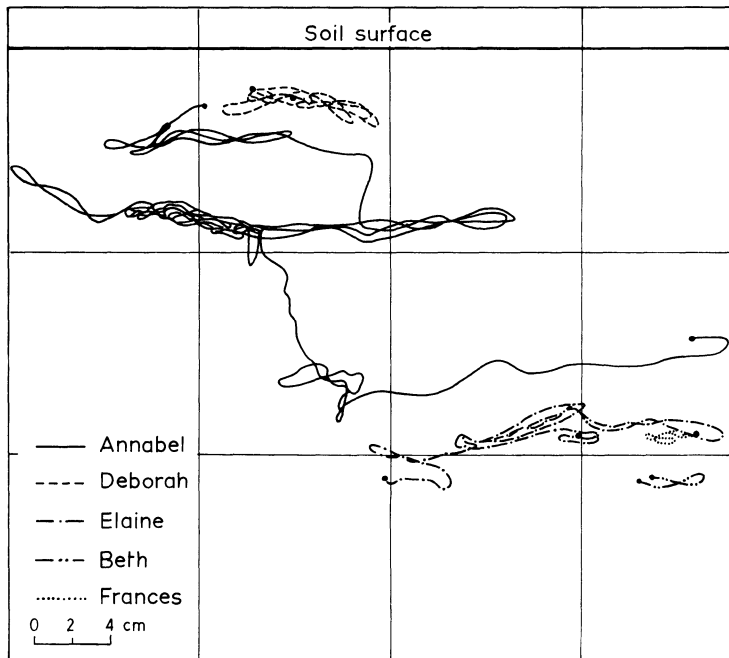 Soil surface
Annabel
Deborah
Elaine
Beth
Frances
0 2 4 cm